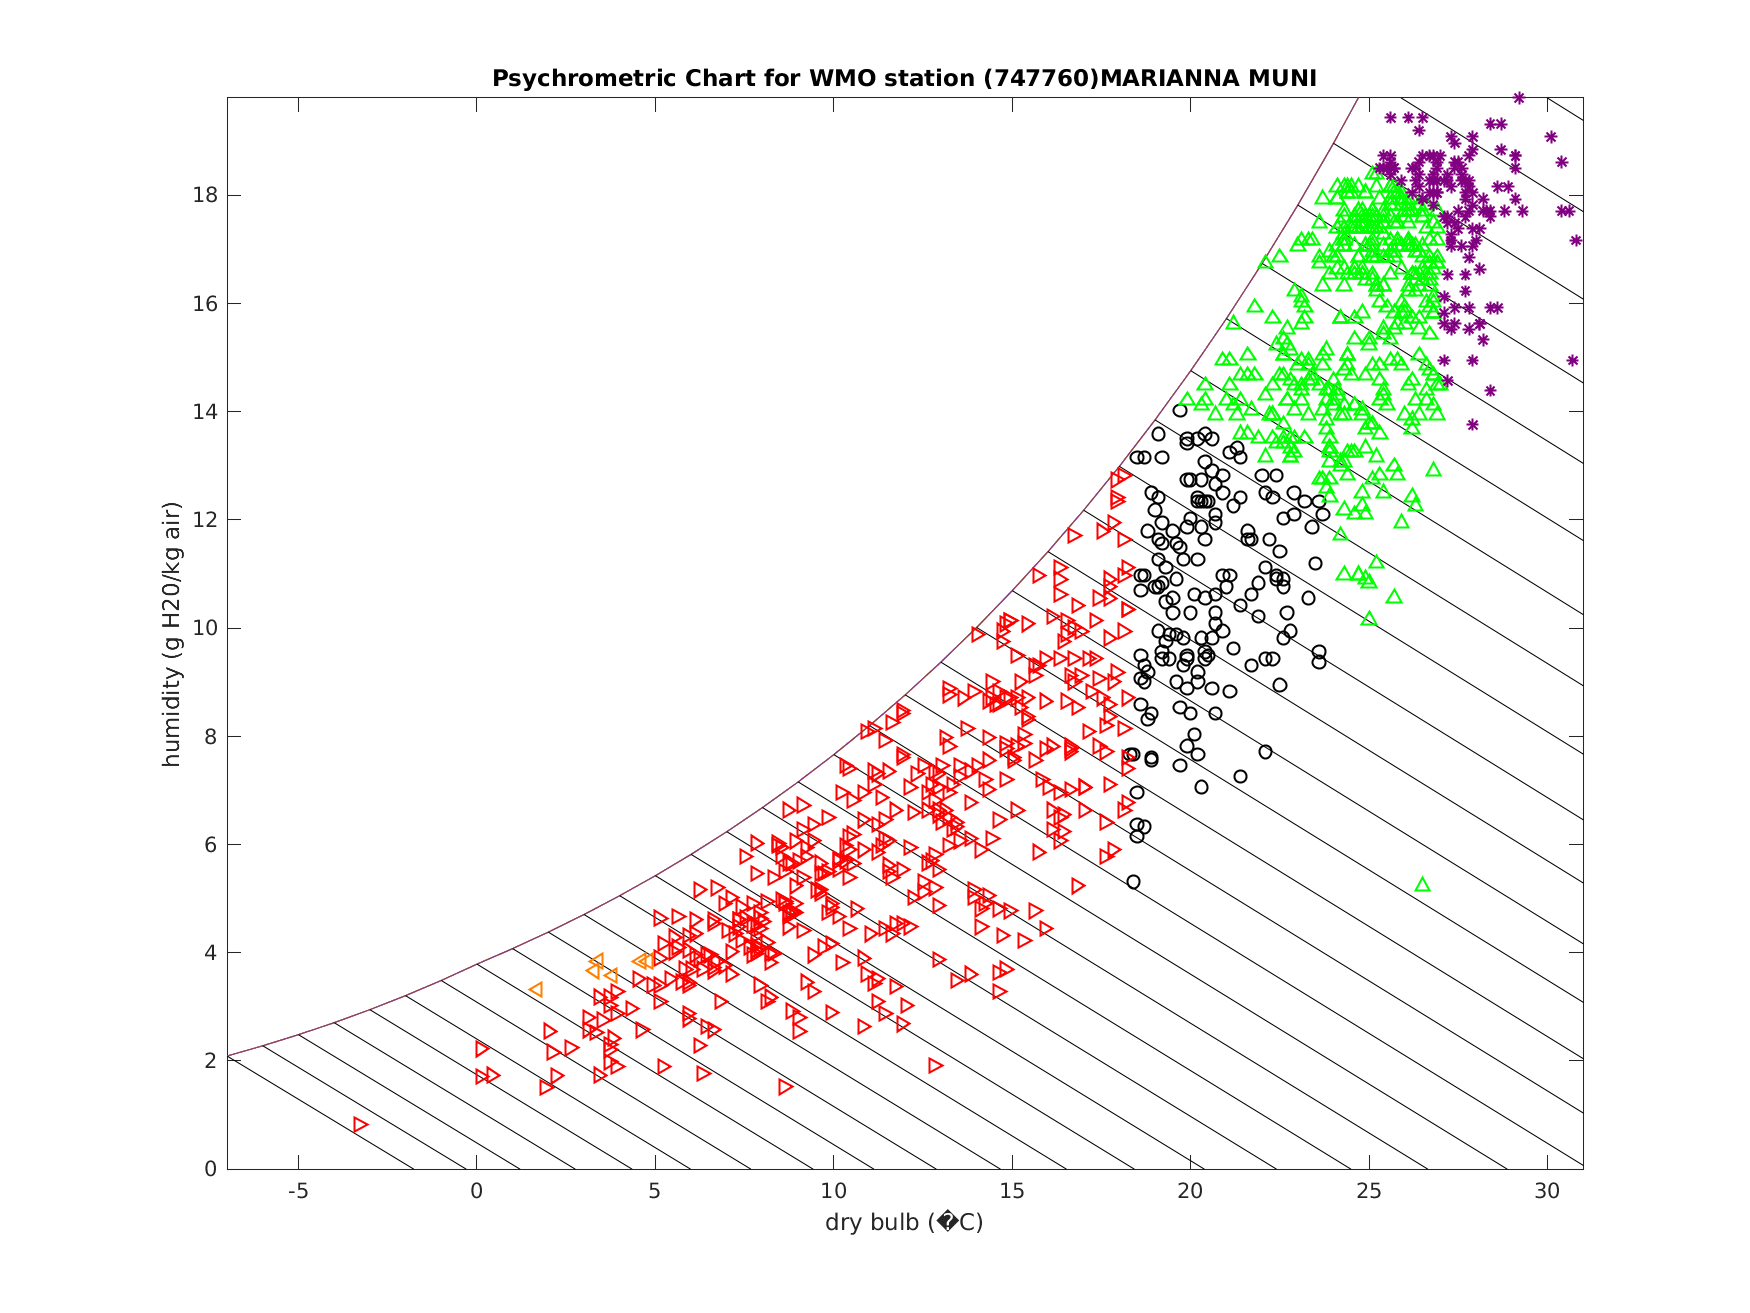 Psychrometric Chart for WMO station (747760)MARIANNA MUNI
humidity (g H20/kg air)
18
16
14
12
10
8
6
4
2
0
-5 0 5 10 15 20 25 30
dry bulb (�C)